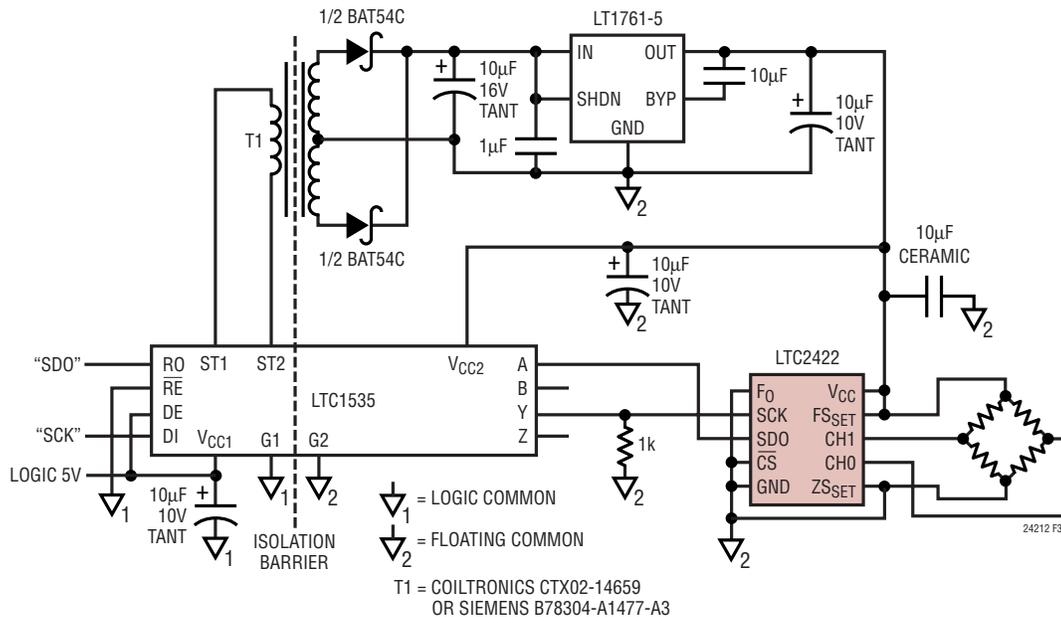 1/2 BAT54C
LT1761-5
IN
OUT
SHDN
BYP
GND
+
10µF
16V
TANT
1µF
10µF
+
10µF
10V
TANT
2
T1
1/2 BAT54C
+
10µF
10V
TANT
2
10µF
CERAMIC
2
"SDO"
RO
ST1
ST2
VCC2
A
RE
B
LTC1535
DE
Y
"SCK"
DI
VCC1
G1
G2
Z
LOGIC 5V
1k
2
LTC2422
FO
VCC
SCK
FSSET
SDO
CH1
CS
CH0
GND
ZSSET
2
1
10µF
10V
TANT
+
1
1
2
ISOLATION
BARRIER
1
= LOGIC COMMON
2
= FLOATING COMMON
T1 = COILTRONICS CTX02-14659
OR SIEMENS B78304-A1477-A3
24212 F3